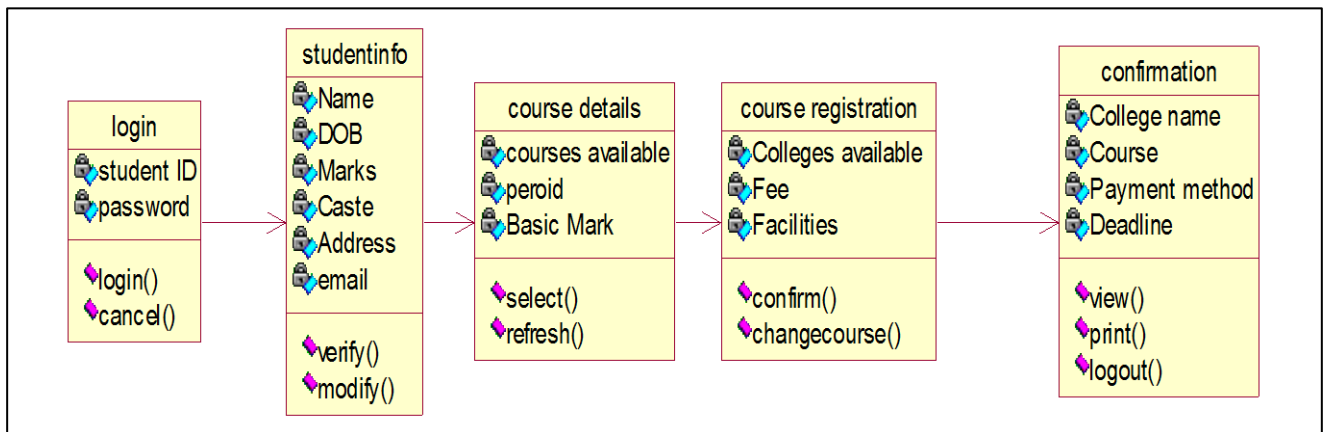 login
student ID
password
login()
cancel()
studentinfo
Name
DOB
Marks
Caste
Address
email
verify()
modify()
course details
courses available
peroid
Basic Mark
select()
refresh()
course registration
Colleges available
Fee
Facilities
confirm()
changecourse()
confirmation
College name
Course
Payment method
Deadline
view()
print()
logout()